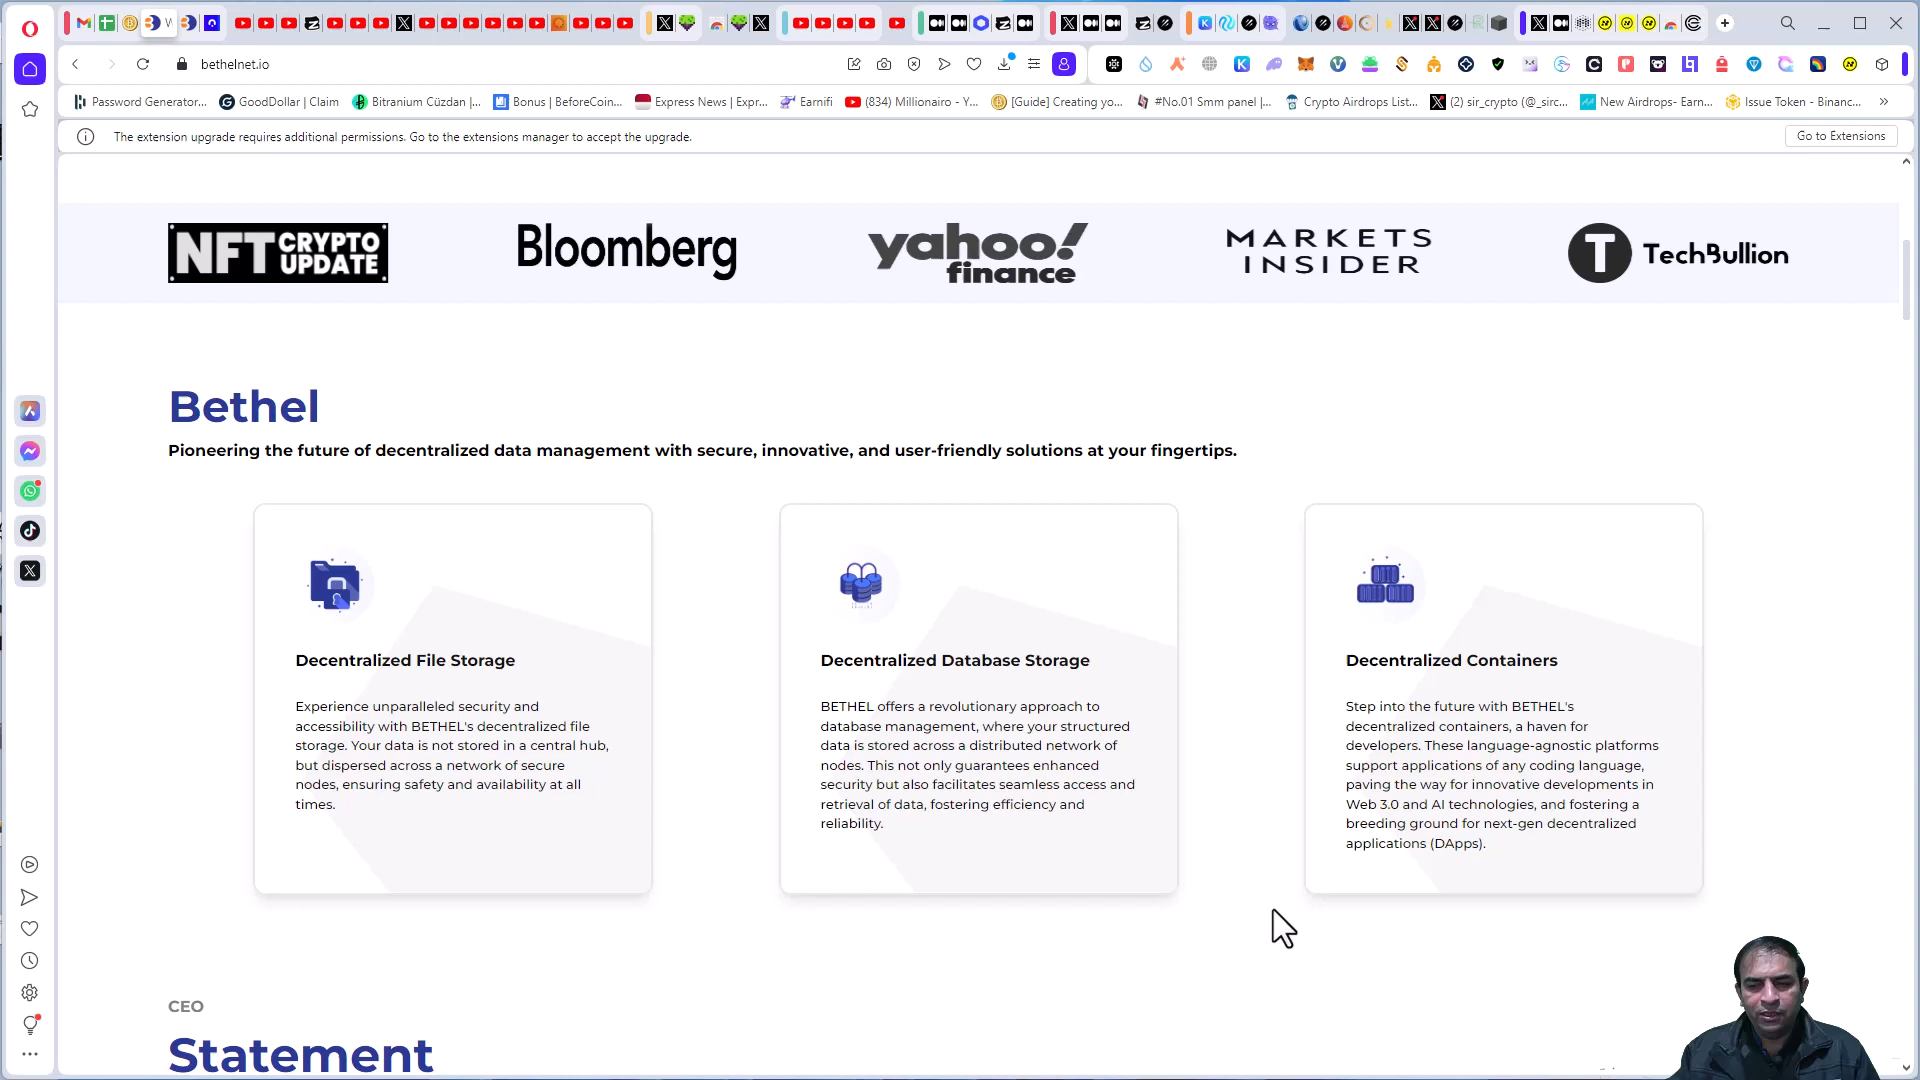 bethelnet.io
Password Generator...
GoodDollar | Claim
Bitranium Cüzdan |...
Bonus | BeforeCoin...
Express News | Expr...
Earnifi
(834) Millionairo - Y...
[Guide] Creating yo...
#No.01 Smm panel |...
Crypto Airdrops List...
(2) sir_crypto (@_sirc...
New Airdrops- Earn...
Issue Token - Binanc...
The extension upgrade requires additional permissions. Go to the extensions manager to accept the upgrade.
Go to Extensions
NFT CRYPTO UPDATE
Bloomberg
yahoo! finance
MARKETS INSIDER
TechBullion
Bethel
Pioneering the future of decentralized data management with secure, innovative, and user-friendly solutions at your fingertips.
Decentralized File Storage
Experience unparalleled security and
accessibility with BETHEL's decentralized file
storage. Your data is not stored in a central hub,
but dispersed across a network of secure
nodes, ensuring safety and availability at all
times.
Decentralized Database Storage
BETHEL offers a revolutionary approach to
database management, where your structured
data is stored across a distributed network of
nodes. This not only guarantees enhanced
security but also facilitates seamless access and
retrieval of data, fostering efficiency and
reliability.
Decentralized Containers
Step into the future with BETHEL's
decentralized containers, a haven for
developers. These language-agnostic platforms
support applications of any coding language,
paving the way for innovative developments in
Web 3.0 and AI technologies, and fostering a
breeding ground for next-gen decentralized
applications (DApps).
CEO
Statement